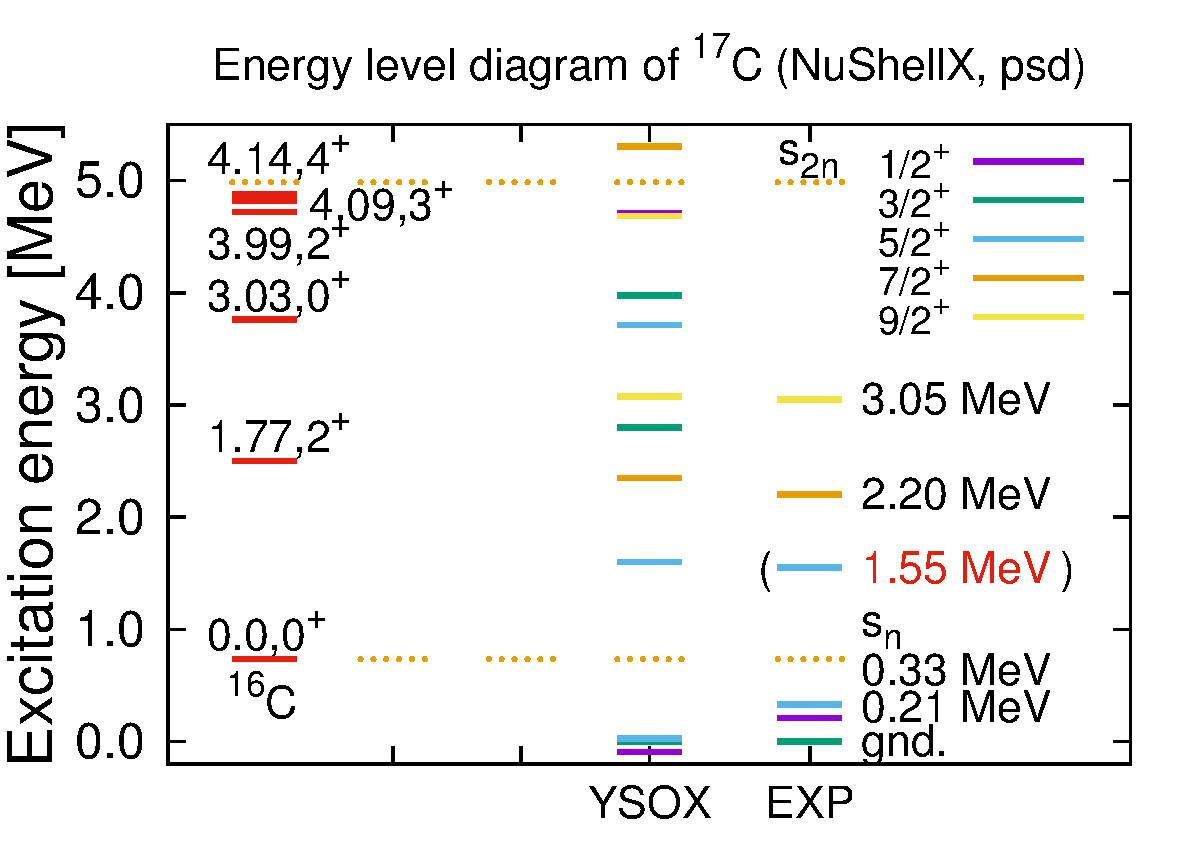 Energy level diagram of ¹⁷C (NuShellX, psd)
Excitation energy [MeV]
5.0
4.0
3.0
2.0
1.0
0.0
4.14,4⁺
4.09,3⁺
3.99,2⁺
3.03,0⁺
1.77,2⁺
0.0,0⁺
¹⁶C
s₂ₙ
1/2⁺
3/2⁺
5/2⁺
7/2⁺
9/2⁺
3.05 MeV
2.20 MeV
( 1.55 MeV )
sₙ
0.33 MeV
0.21 MeV
gnd.
YSOX EXP